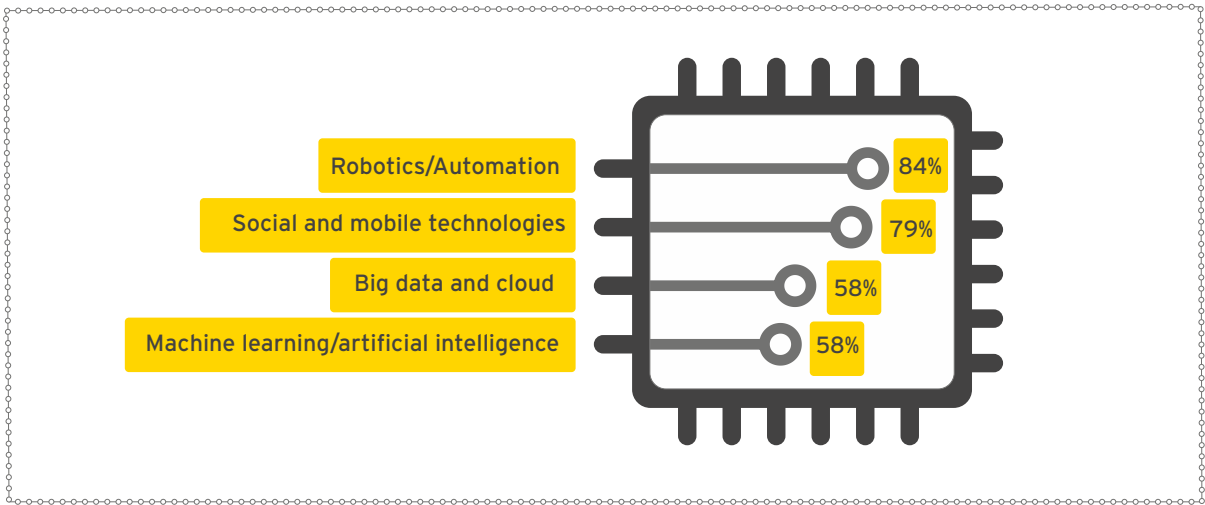 Robotics/Automation 84%
Social and mobile technologies 79%
Big data and cloud 58%
Machine learning/artificial intelligence 58%